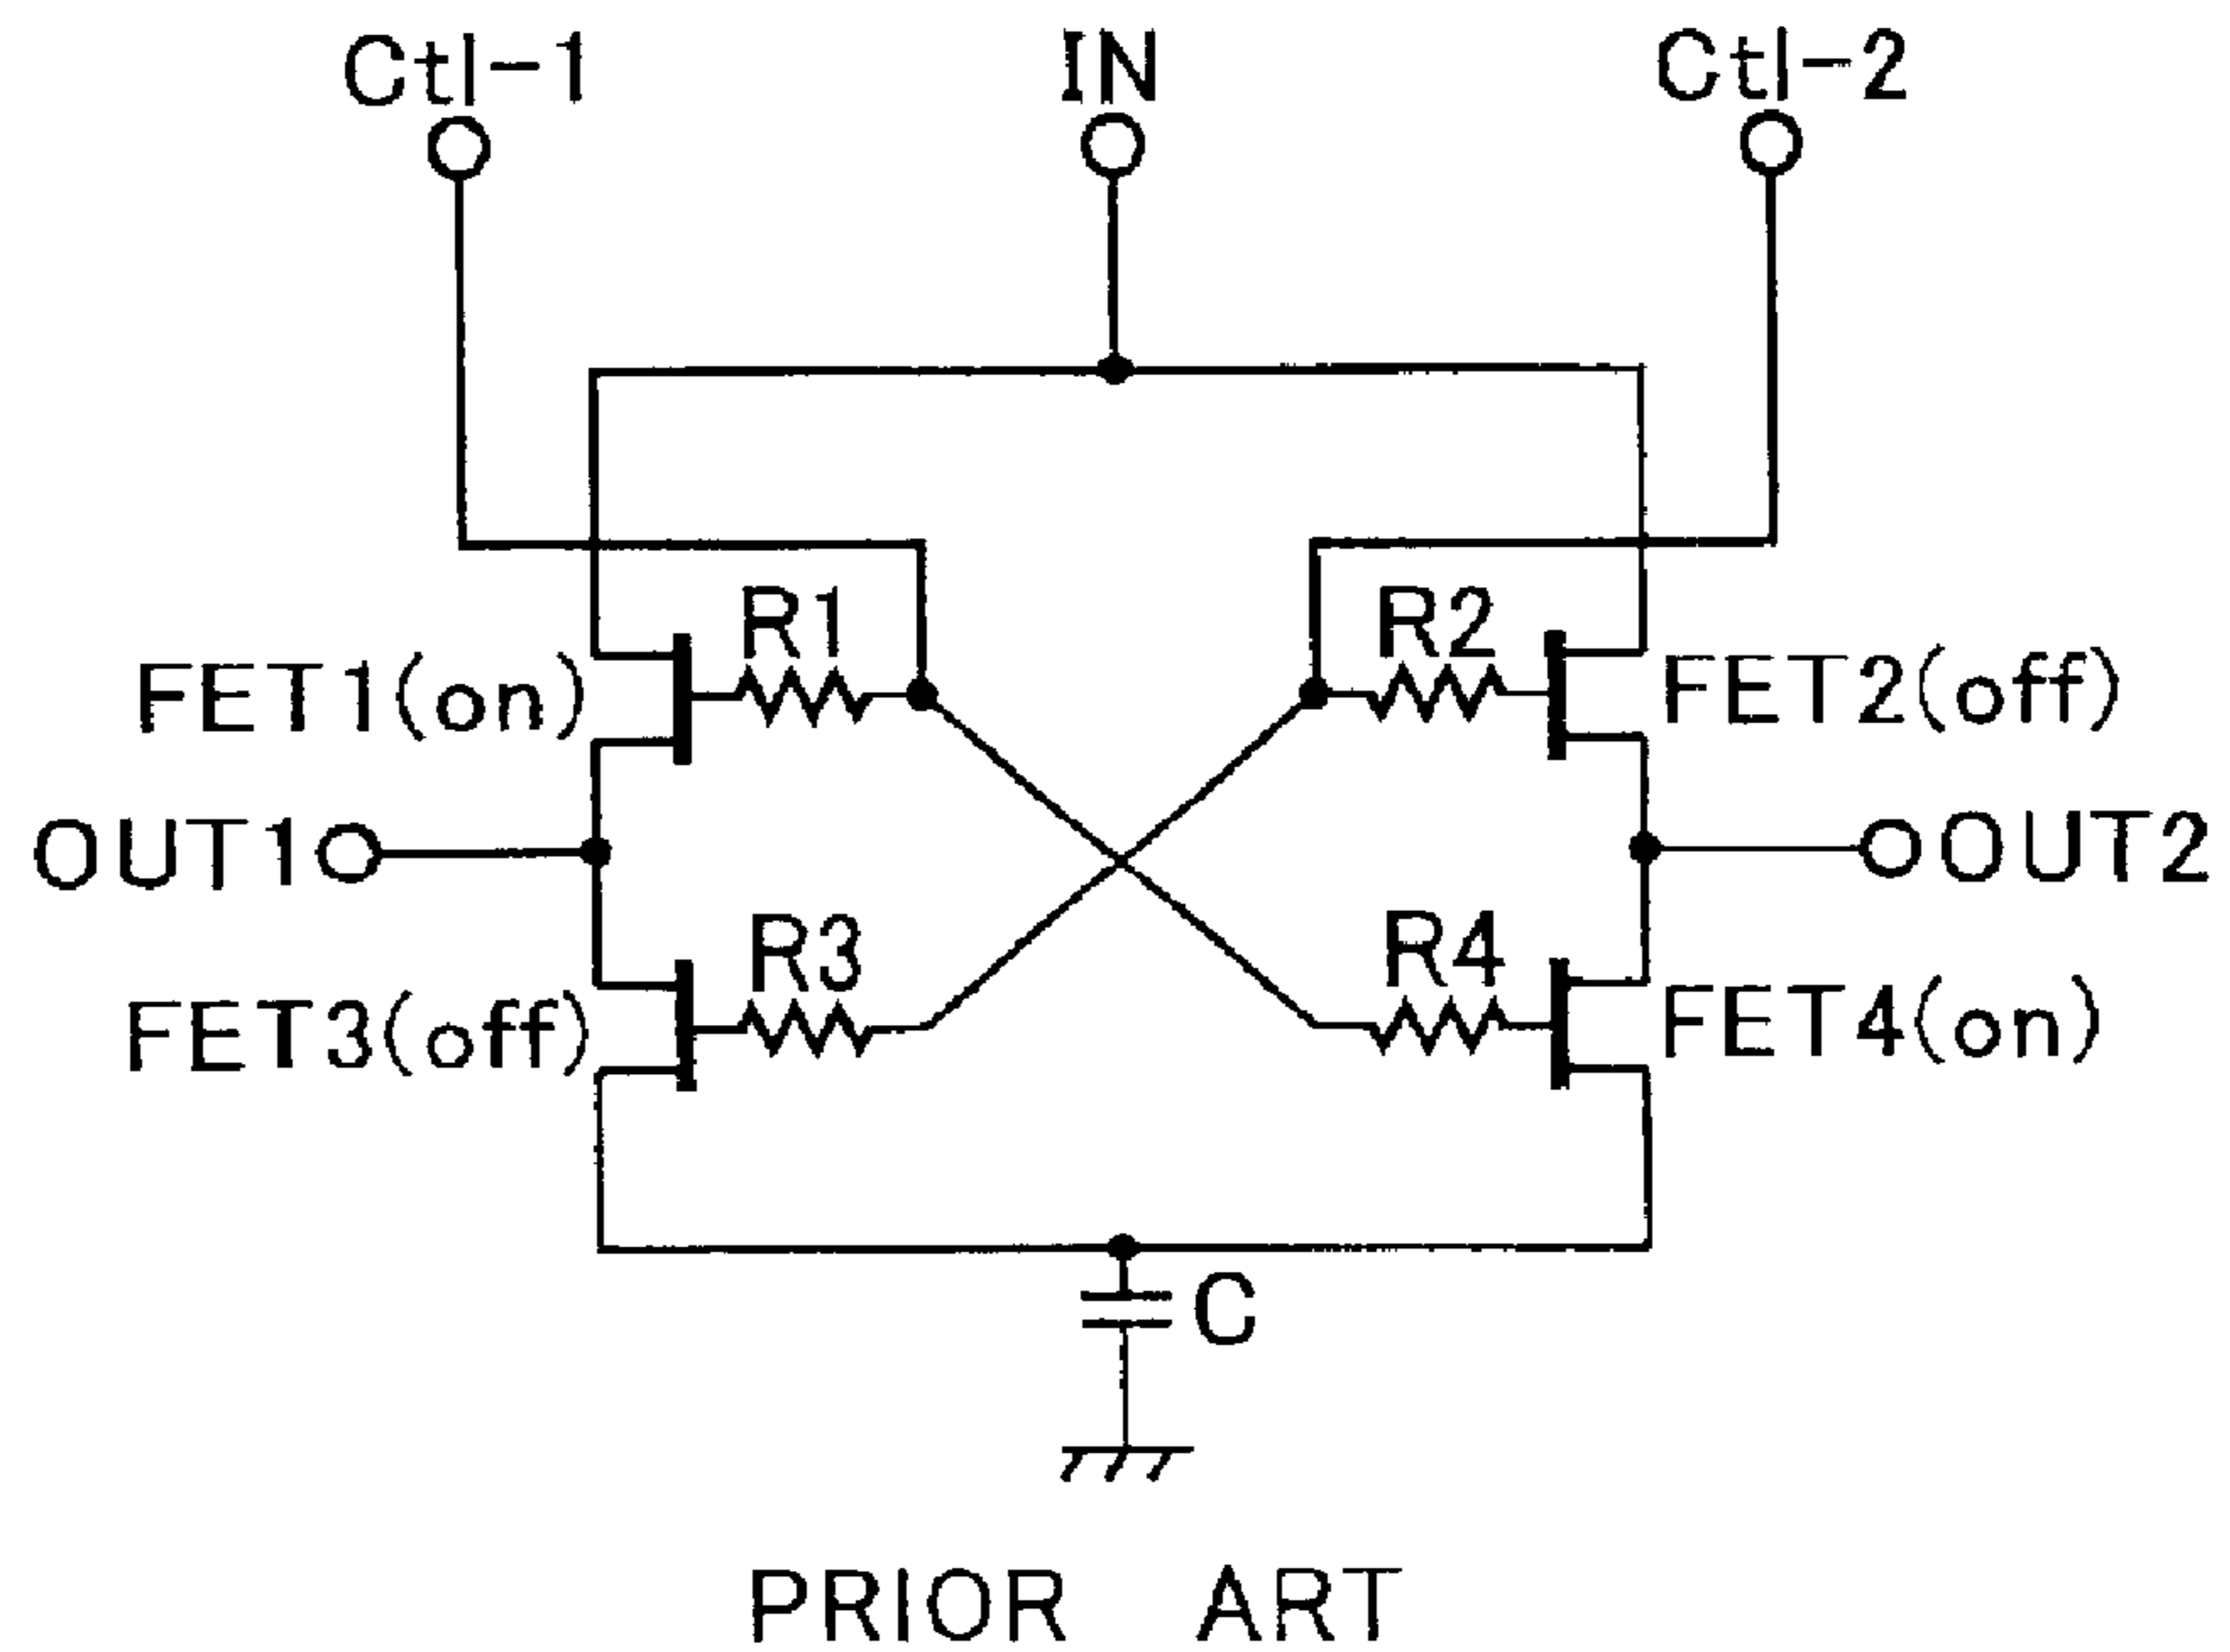 Ctl-1 IN Ctl-2
R1 R2
FET1(on) FET2(off)
OUT1 OUT2
R3 R4
FET3(off) FET4(on)
C
PRIOR ART